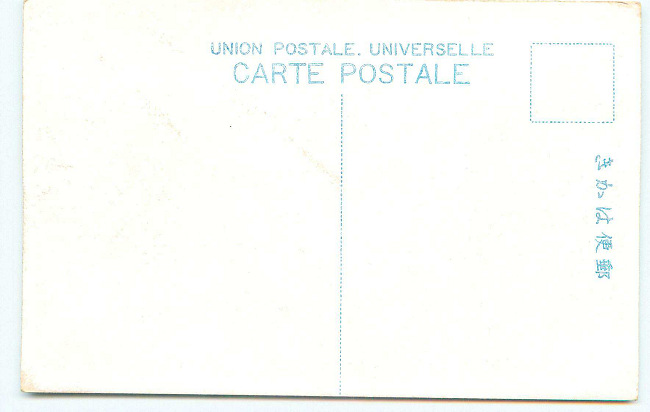 UNION POSTALE. UNIVERSELLE
CARTE POSTALE
郵便はかき